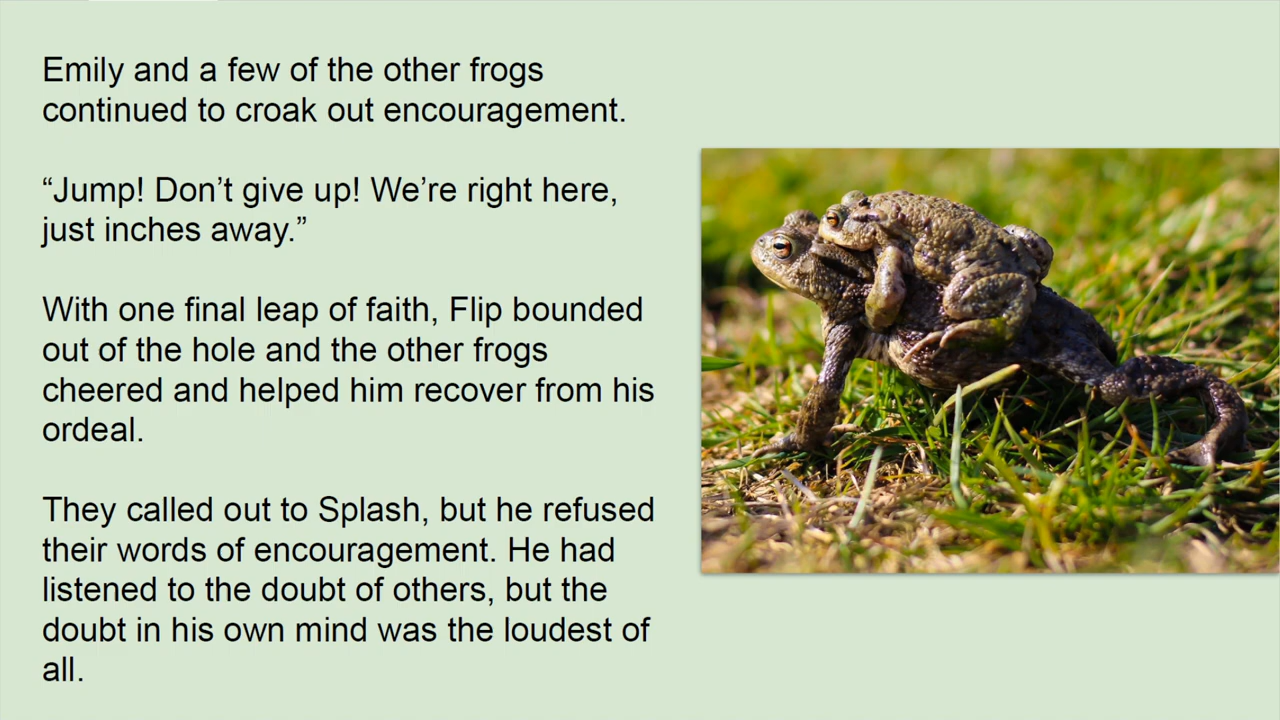 Emily and a few of the other frogs
continued to croak out encouragement.
“Jump! Don’t give up! We’re right here,
just inches away.”
With one final leap of faith, Flip bounded
out of the hole and the other frogs
cheered and helped him recover from his
ordeal.
They called out to Splash, but he refused
their words of encouragement. He had
listened to the doubt of others, but the
doubt in his own mind was the loudest of
all.